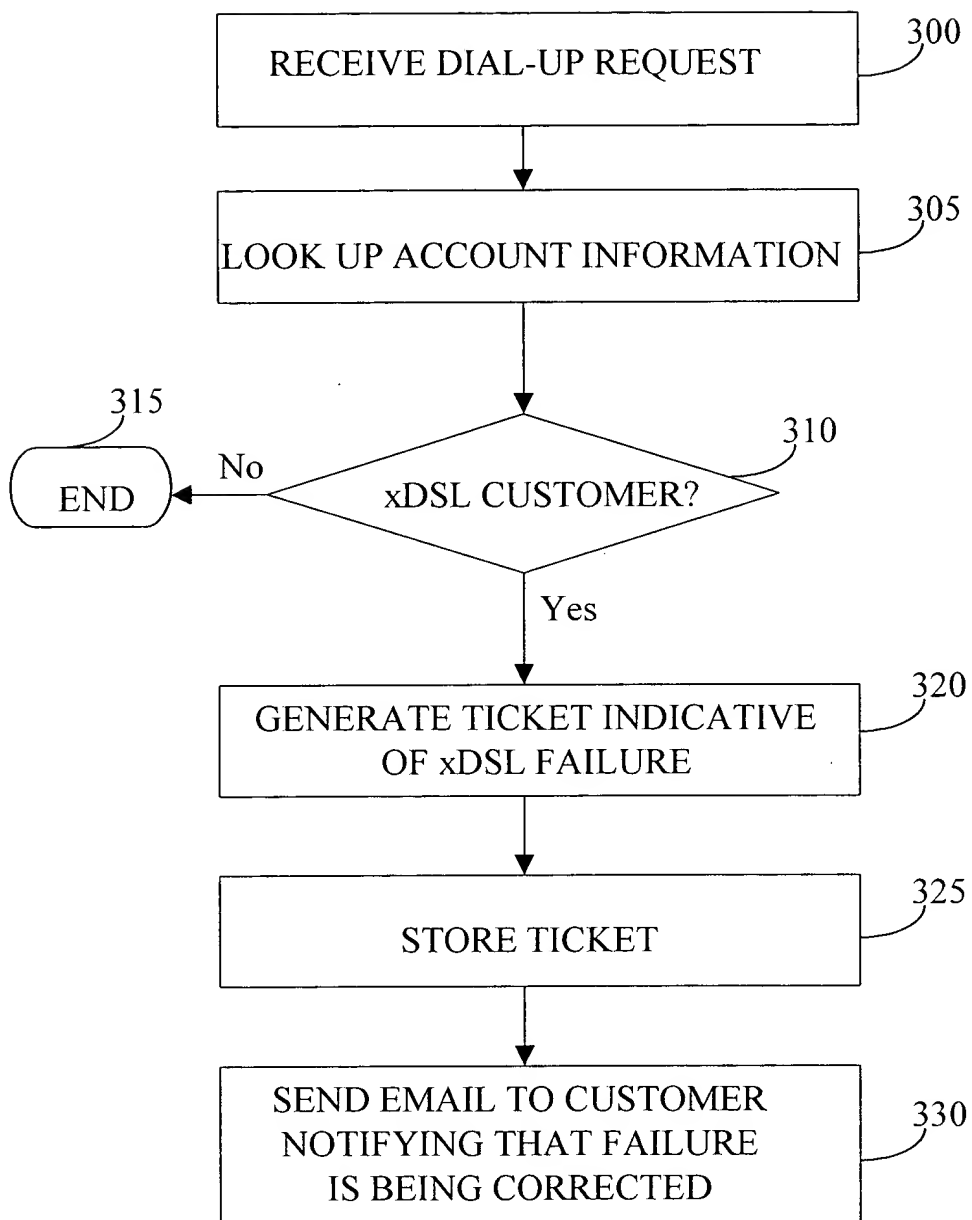 RECEIVE DIAL-UP REQUEST
300
LOOK UP ACCOUNT INFORMATION
305
315
END
No
xDSL CUSTOMER?
310
Yes
GENERATE TICKET INDICATIVE
OF xDSL FAILURE
320
STORE TICKET
325
SEND EMAIL TO CUSTOMER
NOTIFYING THAT FAILURE
IS BEING CORRECTED
330